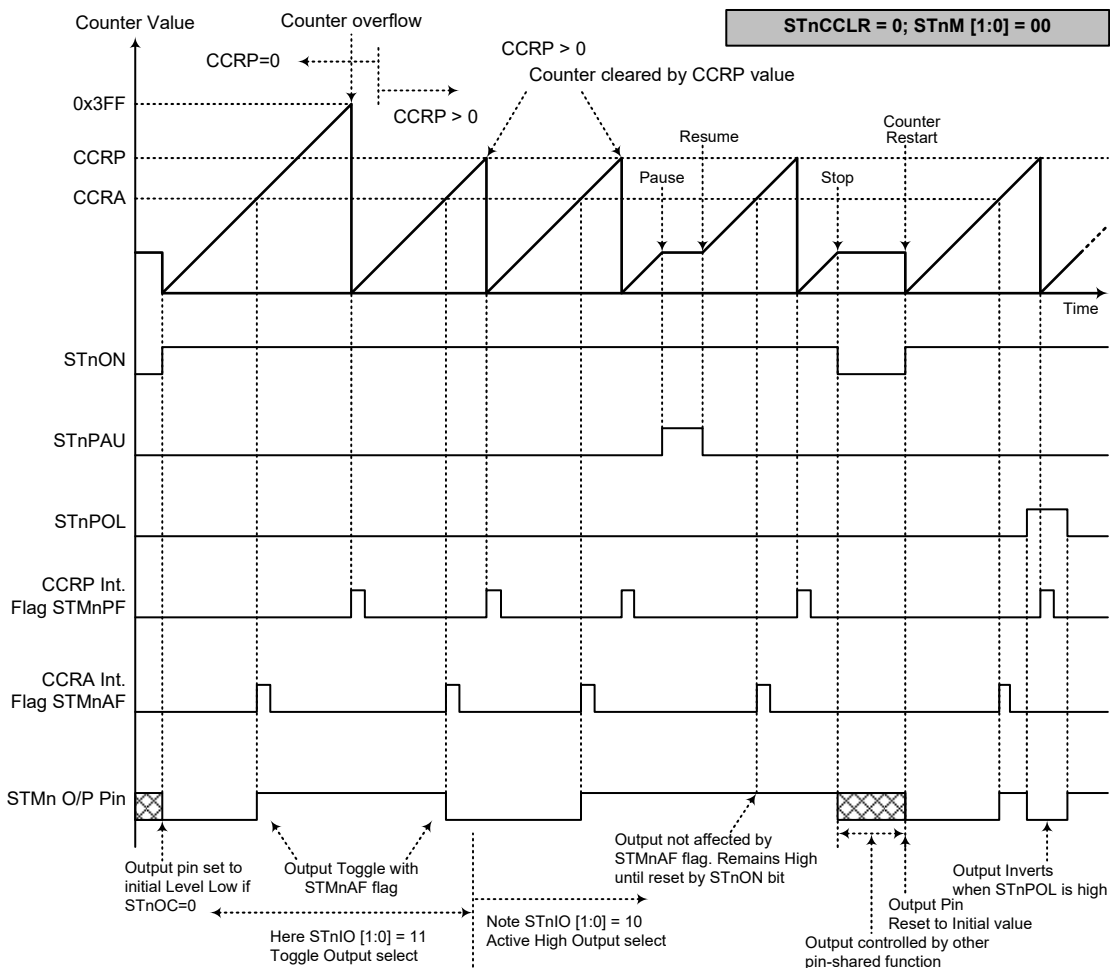 Counter Value
Counter overflow
STnCCLR = 0; STnM [1:0] = 00
CCRP=0
CCRP > 0
CCRP > 0
Counter cleared by CCRP value
0x3FF
CCRP
CCRA
Pause
Resume
Stop
Counter
Restart
Time
STnON
STnPAU
STnPOL
CCRP Int.
Flag STMnPF
CCRA Int.
Flag STMnAF
STMn O/P Pin
Output pin set to
initial Level Low if
STnOC=0
Output Toggle with
STMnAF flag
Here STnIO [1:0] = 11
Toggle Output select
Note STnIO [1:0] = 10
Active High Output select
Output not affected by
STMnAF flag. Remains High
until reset by STnON bit
Output controlled by other
pin-shared function
Output Pin
Reset to Initial value
Output Inverts
when STnPOL is high